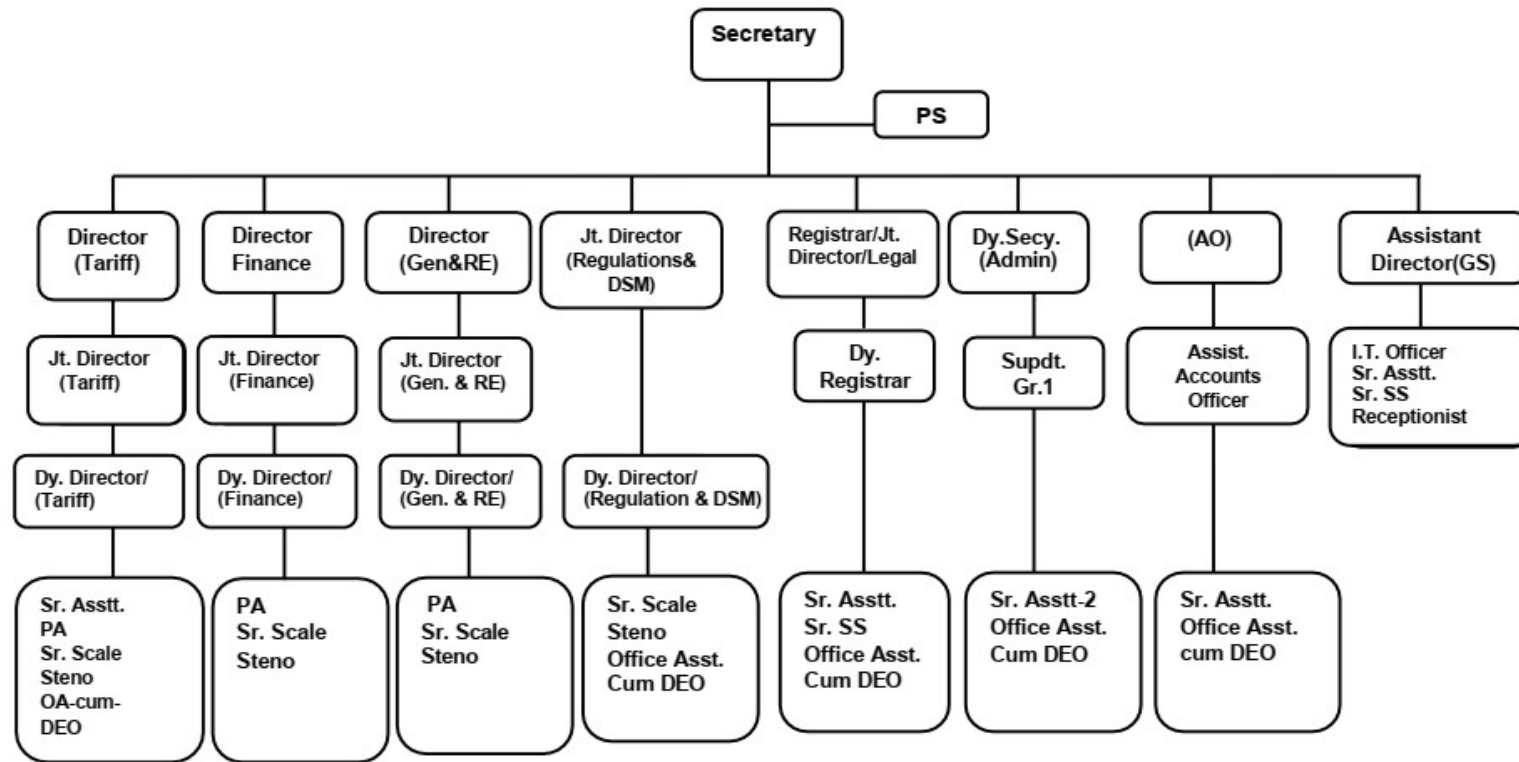 Secretary
PS
Director
(Tariff)
Director
Finance
Director
(Gen&RE)
Jt. Director
(Regulations&
DSM)
Registrar/Jt.
Director/Legal
Dy.Secy.
(Admin)
(AO)
Assistant
Director(GS)
Jt. Director
(Tariff)
Jt. Director
(Finance)
Jt. Director
(Gen. & RE)
Dy.
Registrar
Supdt.
Gr.1
Assist.
Accounts
Officer
I.T. Officer
Sr. Asstt.
Sr. SS
Receptionist
Dy. Director/
(Tariff)
Dy. Director/
(Finance)
Dy. Director/
(Gen. & RE)
Dy. Director/
(Regulation & DSM)
Sr. Asstt.
PA
Sr. Scale
Steno
OA-cum-
DEO
PA
Sr. Scale
Steno
PA
Sr. Scale
Steno
Sr. Scale
Steno
Office Asst.
Cum DEO
Sr. Asstt.
Sr. SS
Office Asst.
Cum DEO
Sr. Asstt-2
Office Asst.
Cum DEO
Sr. Asstt.
Office Asst.
cum DEO